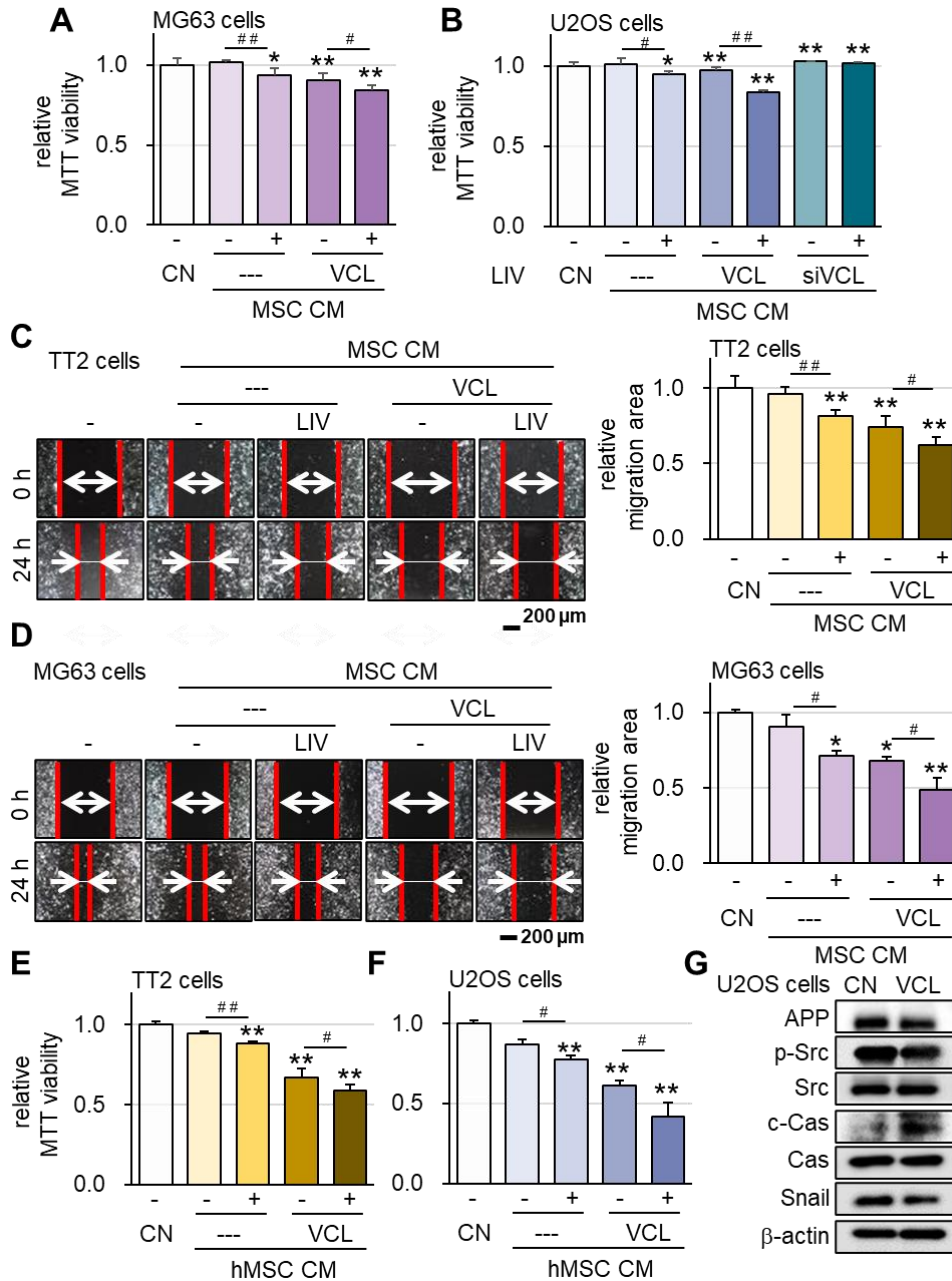 A
MG63 cells
relative
MTT viability
1.0
0.5
0.0
## * ** # **
- - + - +
CN --- VCL
MSC CM
B
U2OS cells
relative
MTT viability
1.0
0.5
0.0
# * ** ## ** ** **
- - + - + - +
LIV CN --- VCL siVCL
MSC CM
C
TT2 cells
MSC CM
--- VCL
- - LIV - LIV
0 h
24 h
200 µm
TT2 cells
relative
migration area
1.0
0.5
0.0
## ** ** # **
- - + - +
CN --- VCL
MSC CM
D
MG63 cells
MSC CM
--- VCL
- - LIV - LIV
0 h
24 h
200 µm
MG63 cells
relative
migration area
1.0
0.5
0.0
# * * # **
- - + - +
CN --- VCL
MSC CM
E
TT2 cells
relative
MTT viability
1.0
0.5
0.0
## ** ** # **
- - + - +
CN --- VCL
hMSC CM
F
U2OS cells
1.0
0.5
0.0
# ** ** # **
- - + - +
CN --- VCL
hMSC CM
G
U2OS cells CN VCL
APP
p-Src
Src
c-Cas
Cas
Snail
β-actin